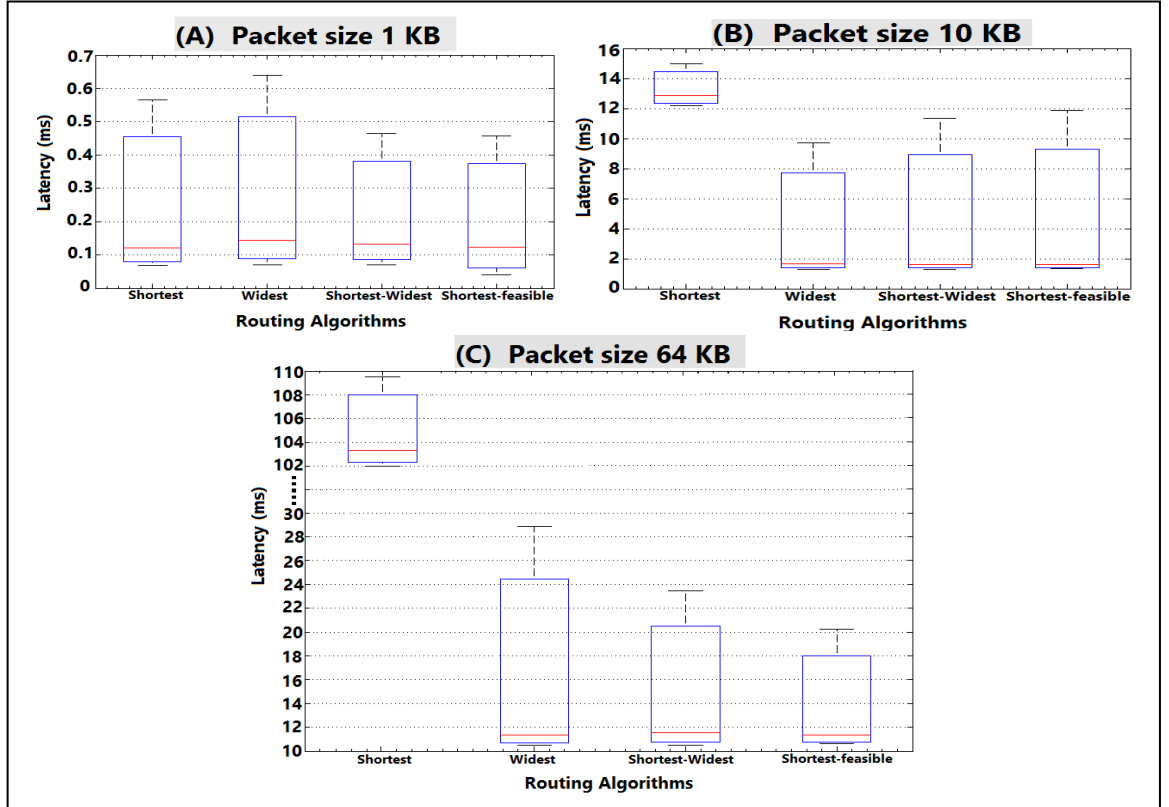 (A) Packet size 1 KB
0.7
0.6
0.5
0.4
0.3
0.2
0.1
0
Latency (ms)
Shortest
Widest
Shortest-Widest
Shortest-feasible
Routing Algorithms
(B) Packet size 10 KB
16
14
12
10
8
6
4
2
0
Latency (ms)
Shortest
Widest
Shortest-Widest
Shortest-feasible
Routing Algorithms
(C) Packet size 64 KB
110
108
106
104
102
30
28
26
24
22
20
18
16
14
12
10
Latency (ms)
Shortest
Widest
Shortest-Widest
Shortest-feasible
Routing Algorithms